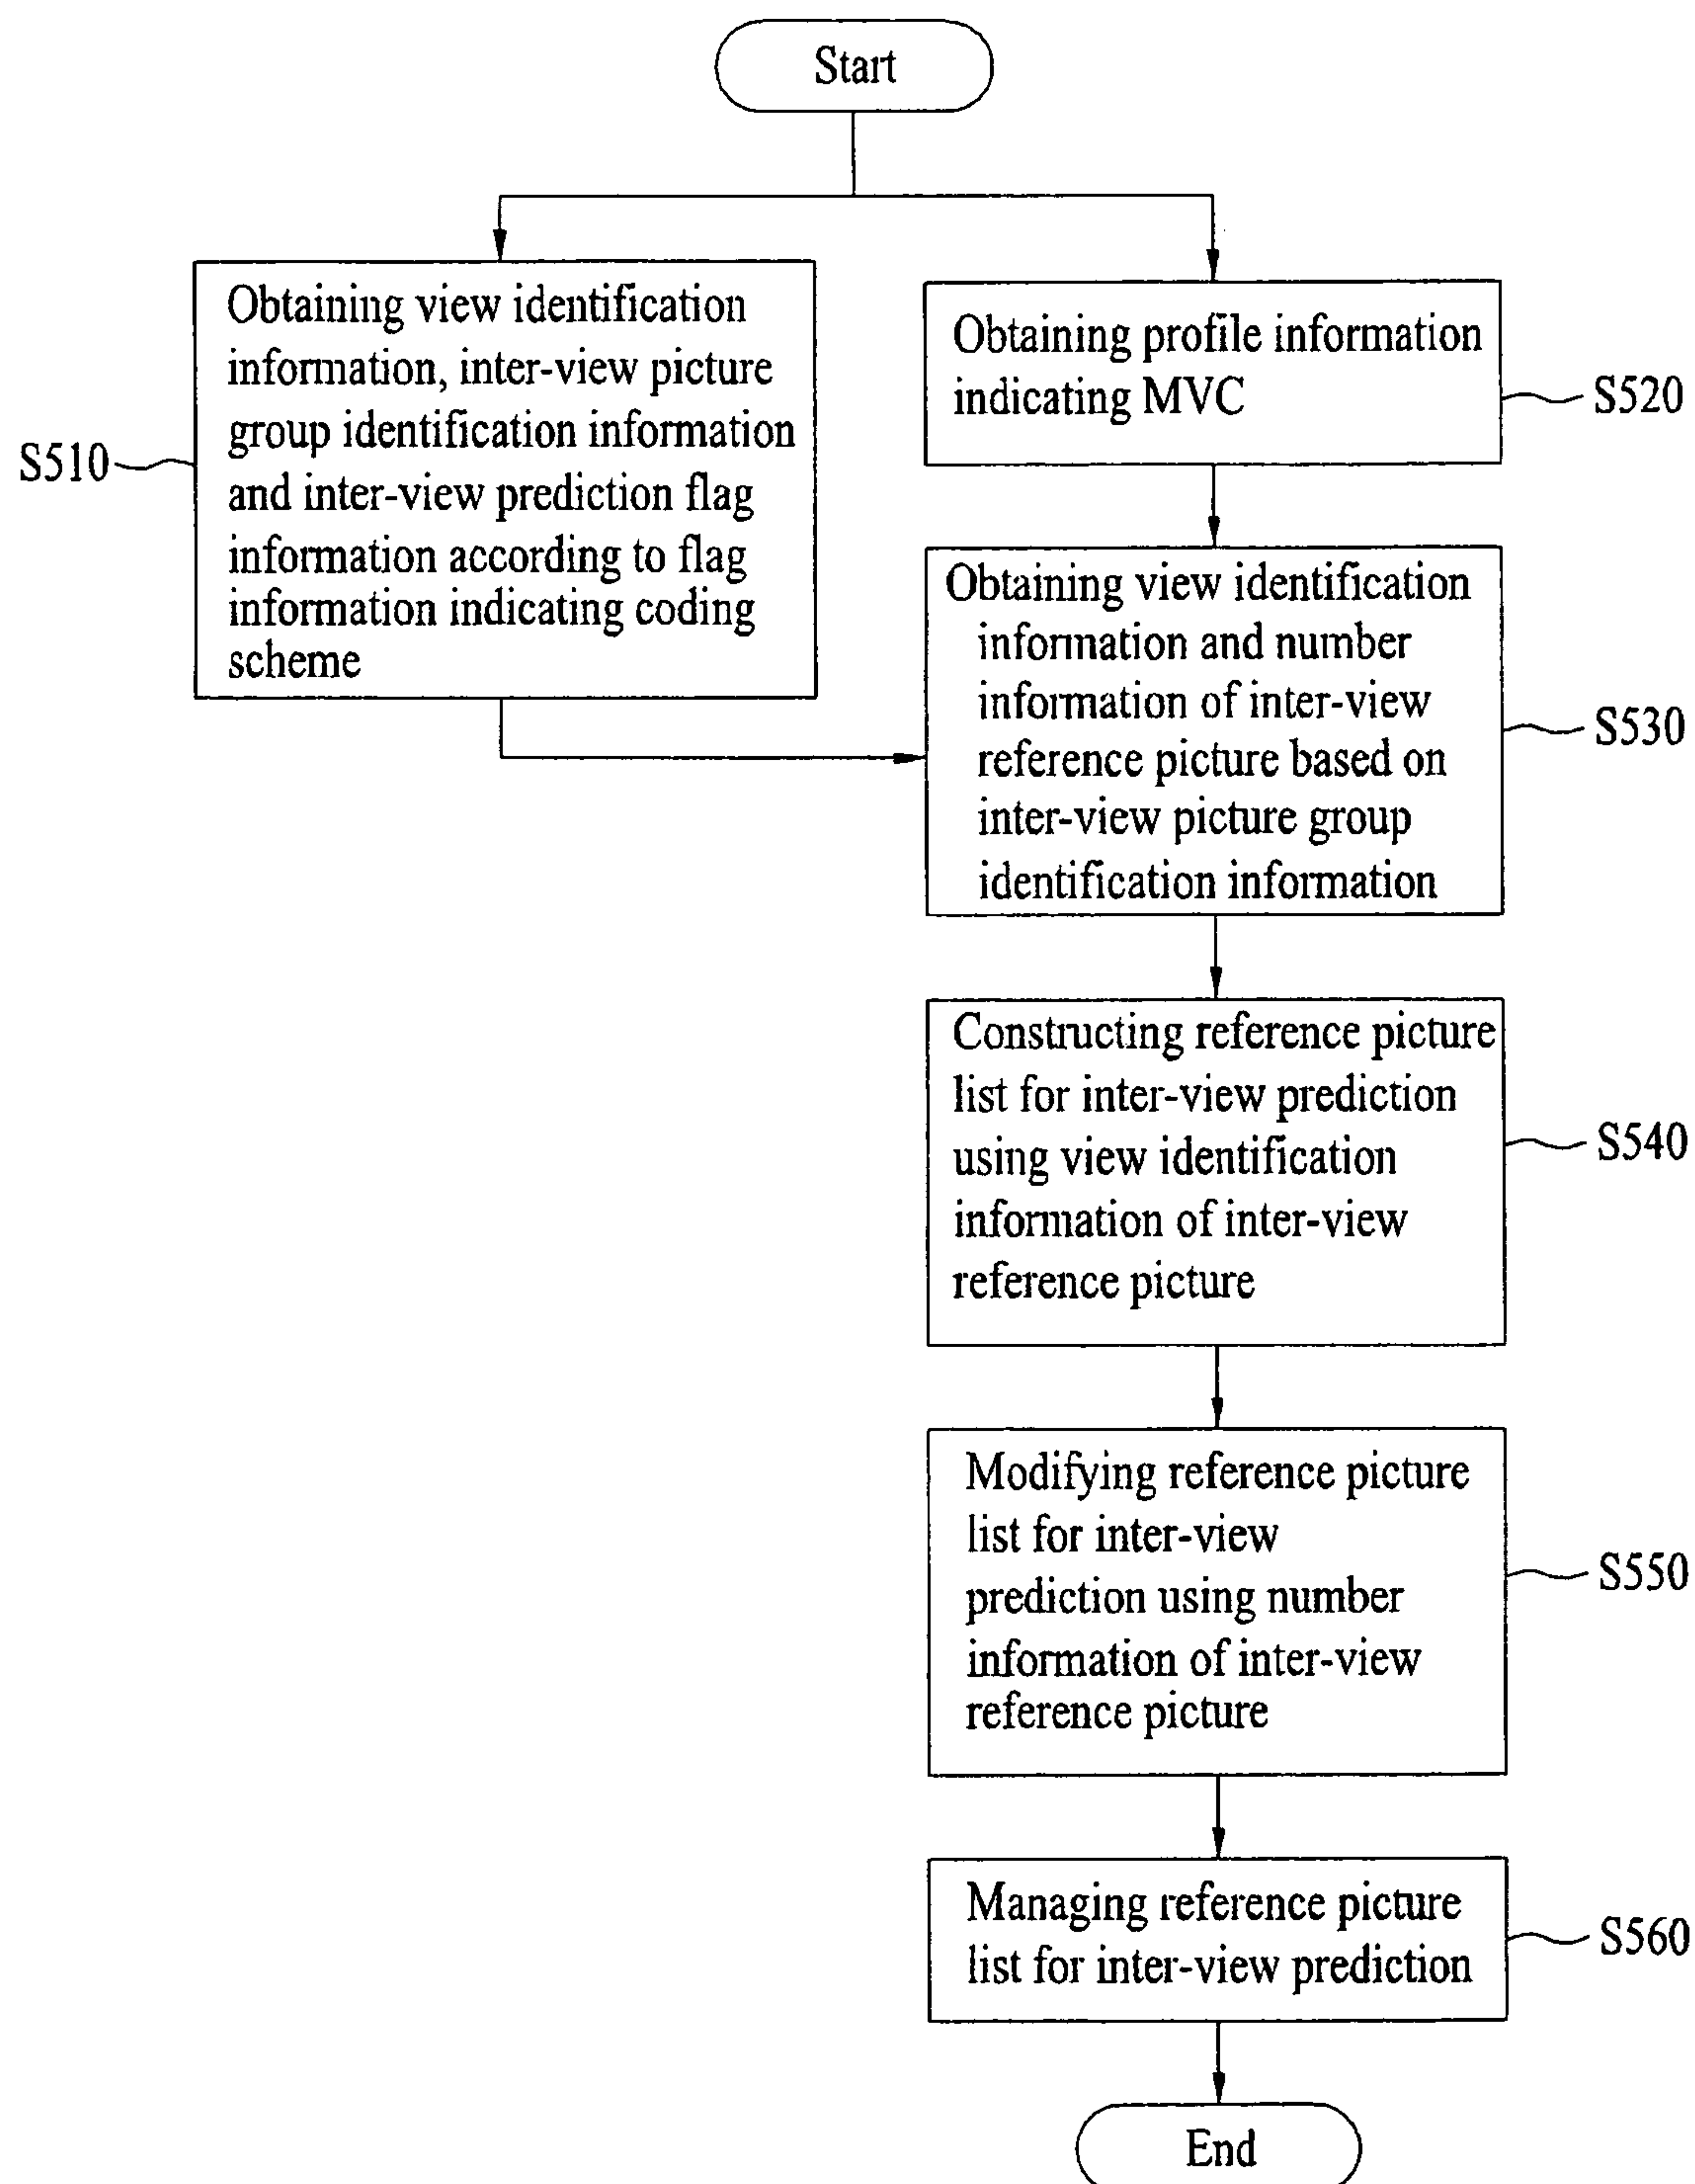 Start
Obtaining view identification
information, inter-view picture
group identification information
and inter-view prediction flag
information according to flag
information indicating coding
scheme
S510
Obtaining profile information
indicating MVC
S520
Obtaining view identification
information and number
information of inter-view
reference picture based on
inter-view picture group
identification information
S530
Constructing reference picture
list for inter-view prediction
using view identification
information of inter-view
reference picture
S540
Modifying reference picture
list for inter-view
prediction using number
information of inter-view
reference picture
S550
Managing reference picture
list for inter-view prediction
S560
End